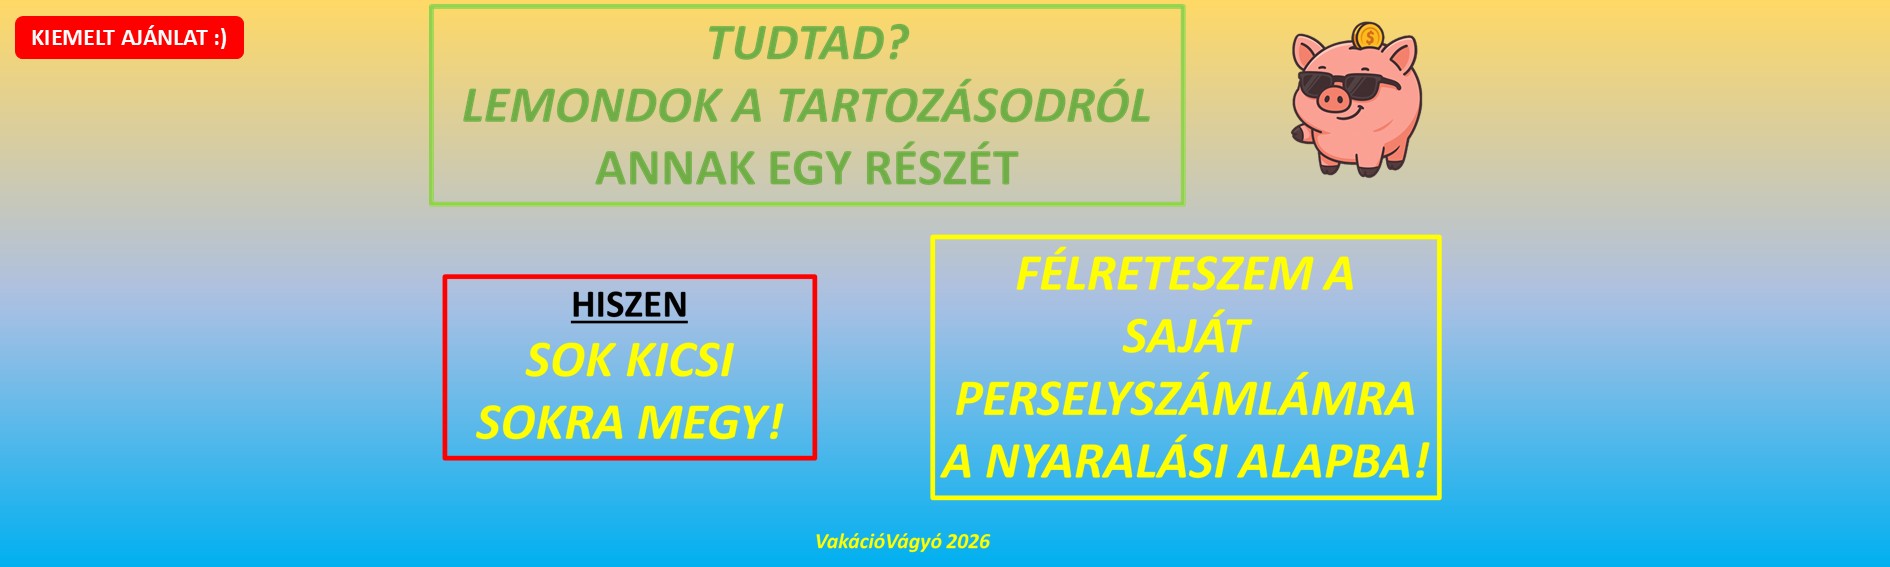 KIEMELT AJÁNLAT :)
TUDTAD?
LEMONDOK A TARTOZÁSODRÓL
ANNAK EGY RÉSZÉT
$
HISZEN
SOK KICSI
SOKRA MEGY!
FÉLRETESZEM A
SAJÁT
PERSELYSZÁMLÁMRA
A NYARALÁSI ALAPBA!
VakációVágyó 2026